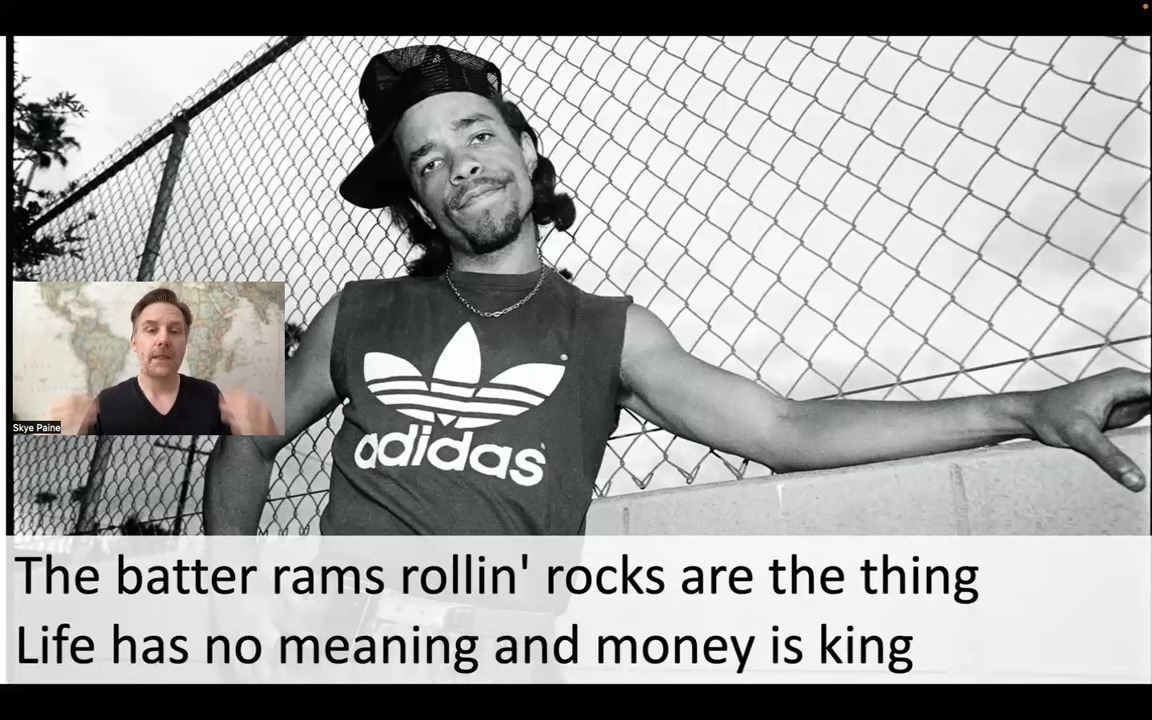 adidas
Skye Paine
The batter rams rollin' rocks are the thing
Life has no meaning and money is king